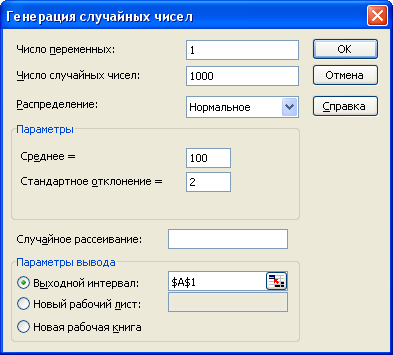 Генерация случайных чисел
Число переменных: 1
OK
Число случайных чисел: 1000
Отмена
Распределение: Нормальное
Справка
Параметры
Среднее = 100
Стандартное отклонение = 2
Случайное рассеивание:
Параметры вывода
Выходной интервал: $A$1
Новый рабочий лист:
Новая рабочая книга